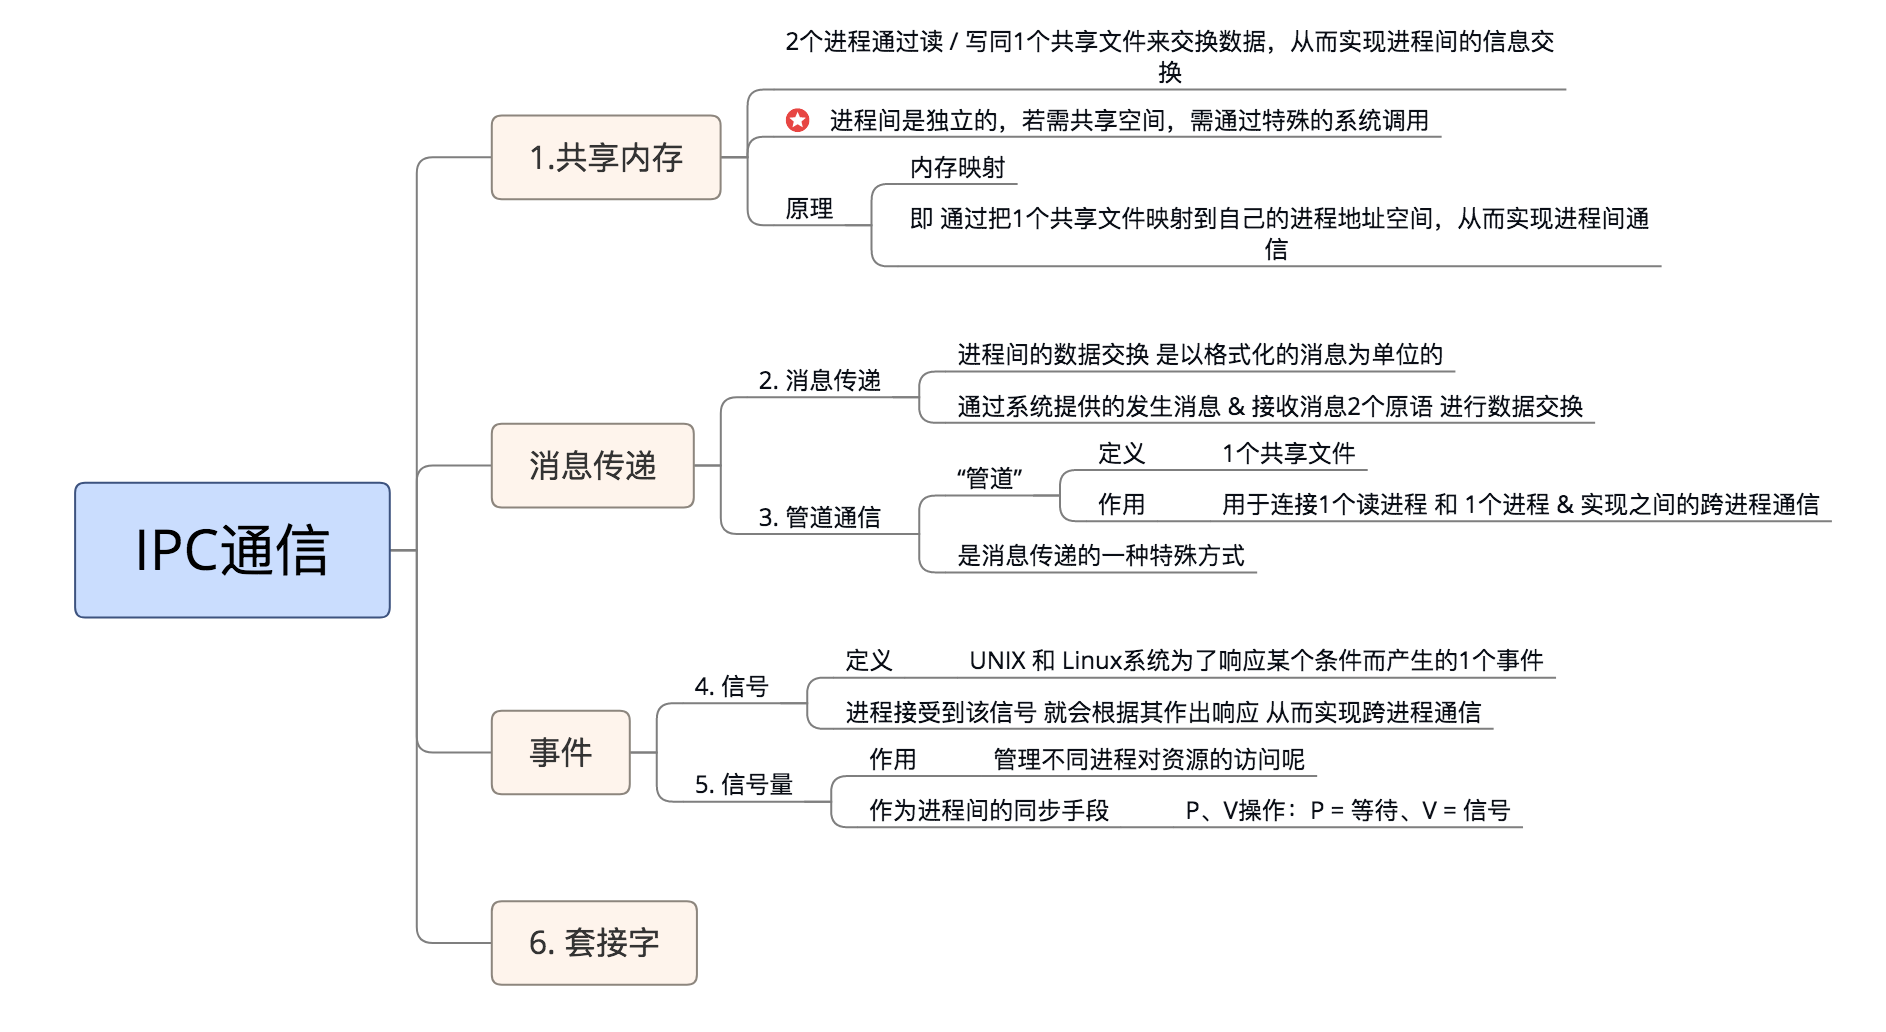 2个进程通过读 / 写同1个共享文件来交换数据，从而实现进程间的信息交
换
进程间是独立的，若需共享空间，需通过特殊的系统调用
1.共享内存
内存映射
原理
即 通过把1个共享文件映射到自己的进程地址空间，从而实现进程间通
信
进程间的数据交换 是以格式化的消息为单位的
2. 消息传递
通过系统提供的发生消息 & 接收消息2个原语 进行数据交换
消息传递
定义 1个共享文件
“管道”
作用 用于连接1个读进程 和 1个进程 & 实现之间的跨进程通信
3. 管道通信
是消息传递的一种特殊方式
IPC通信
定义 UNIX 和 Linux系统为了响应某个条件而产生的1个事件
4. 信号
进程接受到该信号 就会根据其作出响应 从而实现跨进程通信
事件
作用 管理不同进程对资源的访问呢
5. 信号量
作为进程间的同步手段 P、V操作：P = 等待、V = 信号
6. 套接字